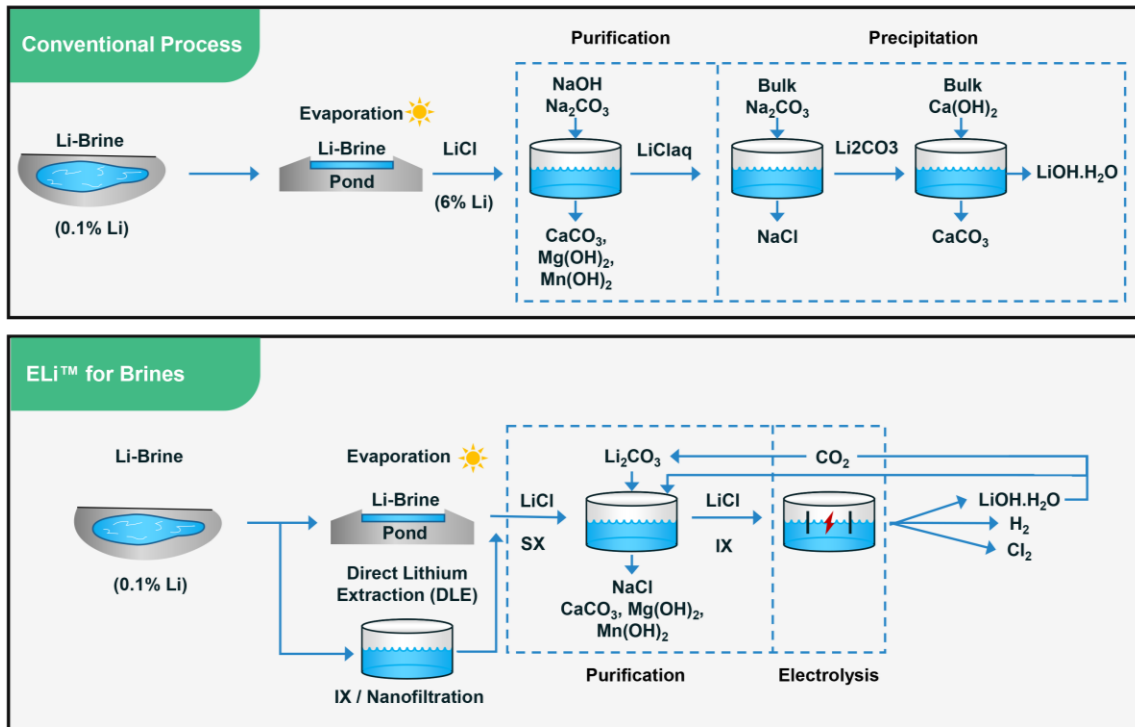 Conventional Process
Purification
Precipitation
Li-Brine
(0.1% Li)
Evaporation
Li-Brine
Pond
LiCl
(6% Li)
NaOH
Na₂CO₃
CaCO₃,
Mg(OH)₂,
Mn(OH)₂
LiClaq
Bulk
Na₂CO₃
NaCl
Li2CO3
Bulk
Ca(OH)₂
CaCO₃
LiOH.H₂O
ELi™ for Brines
Li-Brine
(0.1% Li)
Evaporation
Li-Brine
Pond
Direct Lithium
Extraction (DLE)
IX / Nanofiltration
LiCl
SX
Li₂CO₃
NaCl
CaCO₃, Mg(OH)₂,
Mn(OH)₂
Purification
LiCl
IX
CO₂
Electrolysis
LiOH.H₂O
H₂
Cl₂